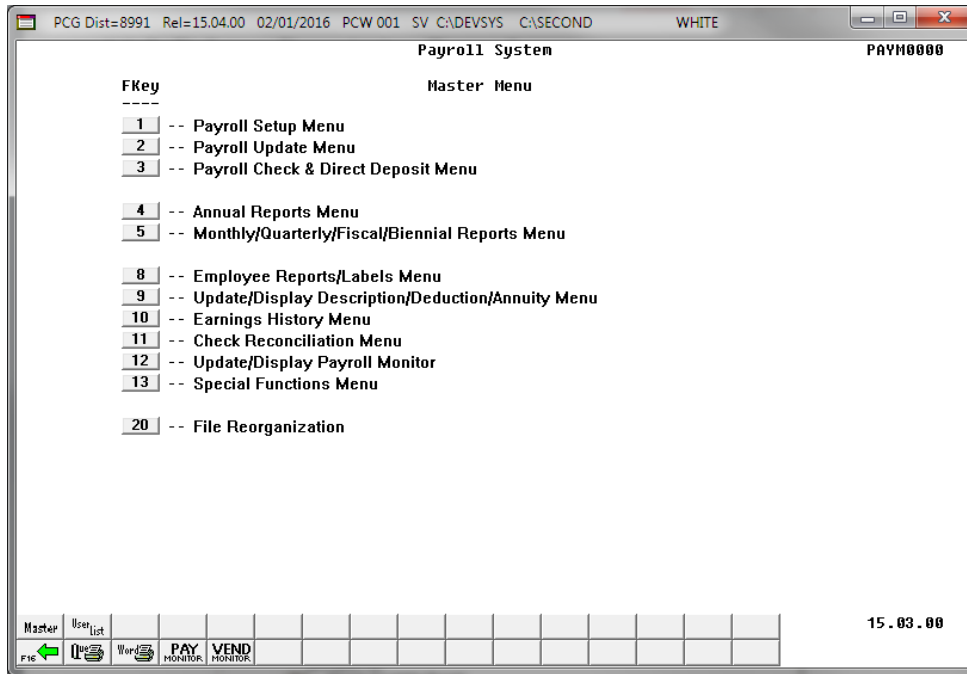 PCG Dist=8991 Rel=15.04.00 02/01/2016 PCW 001 SV C:\DEVSYS C:\SECOND WHITE
Payroll System PAYM0000
FKey Master Menu
----
1 -- Payroll Setup Menu
2 -- Payroll Update Menu
3 -- Payroll Check & Direct Deposit Menu
4 -- Annual Reports Menu
5 -- Monthly/Quarterly/Fiscal/Biennial Reports Menu
8 -- Employee Reports/Labels Menu
9 -- Update/Display Description/Deduction/Annuity Menu
10 -- Earnings History Menu
11 -- Check Reconciliation Menu
12 -- Update/Display Payroll Monitor
13 -- Special Functions Menu
20 -- File Reorganization
Master User List 15.03.00
F16 Que Word PAY MONITOR VEND MONITOR